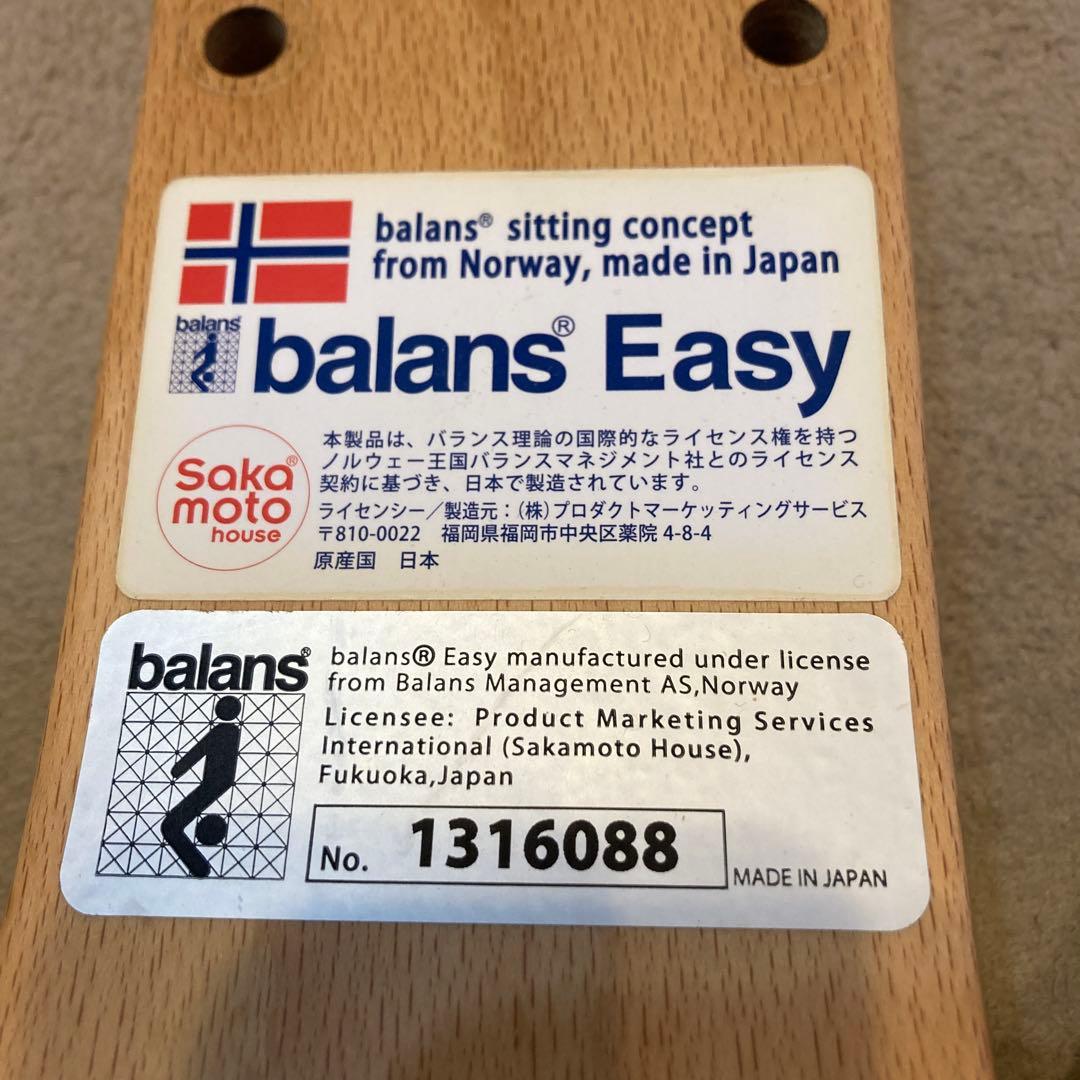 balans® sitting concept
from Norway, made in Japan
balans
balans® Easy
Saka®
moto
house
本製品は、バランス理論の国際的なライセンス権を持つ
ノルウェー王国バランスマネジメント社とのライセンス
契約に基づき、日本で製造されています。
ライセンシー／製造元：(株)プロダクトマーケッティングサービス
〒810-0022 福岡県福岡市中央区薬院 4-8-4
原産国 日本
balans®
balans® Easy manufactured under license
from Balans Management AS,Norway
Licensee: Product Marketing Services
International (Sakamoto House),
Fukuoka,Japan
No. 1316088
MADE IN JAPAN